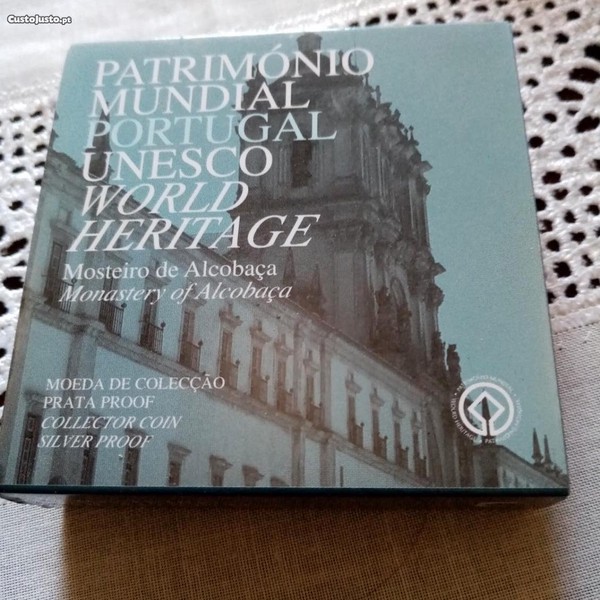 CustoJusto.pt
PATRIMÓNIO
MUNDIAL
PORTUGAL
UNESCO
WORLD
HERITAGE
Mosteiro de Alcobaça
Monastery of Alcobaça
MOEDA DE COLECÇÃO
PRATA PROOF
COLLECTOR COIN
SILVER PROOF